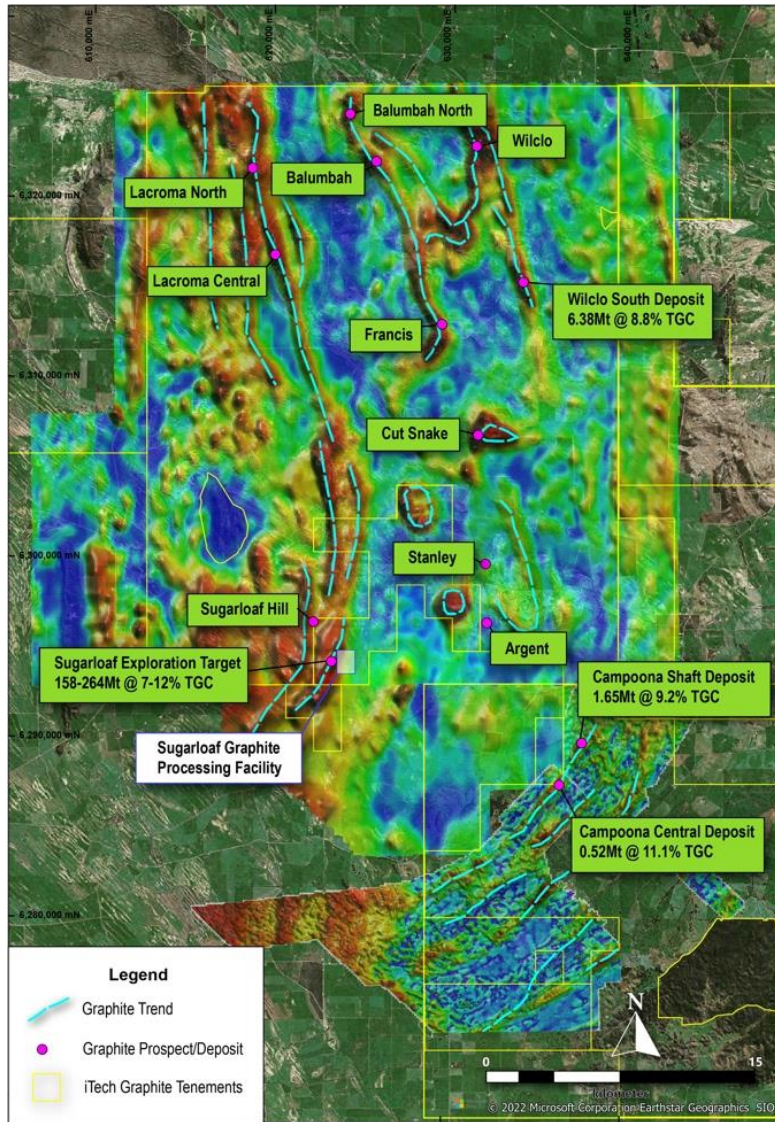 610,000 mE
670,000 mE
630,000 mE
640,000 mE
Balumbah North
Wilclo
Balumbah
Lacroma North
6,320,000 mN
Lacroma Central
Wilclo South Deposit
6.38Mt @ 8.8% TGC
Francis
6,310,000 mN
Cut Snake
6,300,000 mN
Stanley
Sugarloaf Hill
Argent
Sugarloaf Exploration Target
158-264Mt @ 7-12% TGC
Campoona Shaft Deposit
1.65Mt @ 9.2% TGC
6,290,000 mN
Sugarloaf Graphite
Processing Facility
Campoona Central Deposit
0.52Mt @ 11.1% TGC
6,280,000 mN
Legend
Graphite Trend
Graphite Prospect/Deposit
iTech Graphite Tenements
N
0
15
kilometer
© 2022 Microsoft Corporation Earthstar Geographics SIO